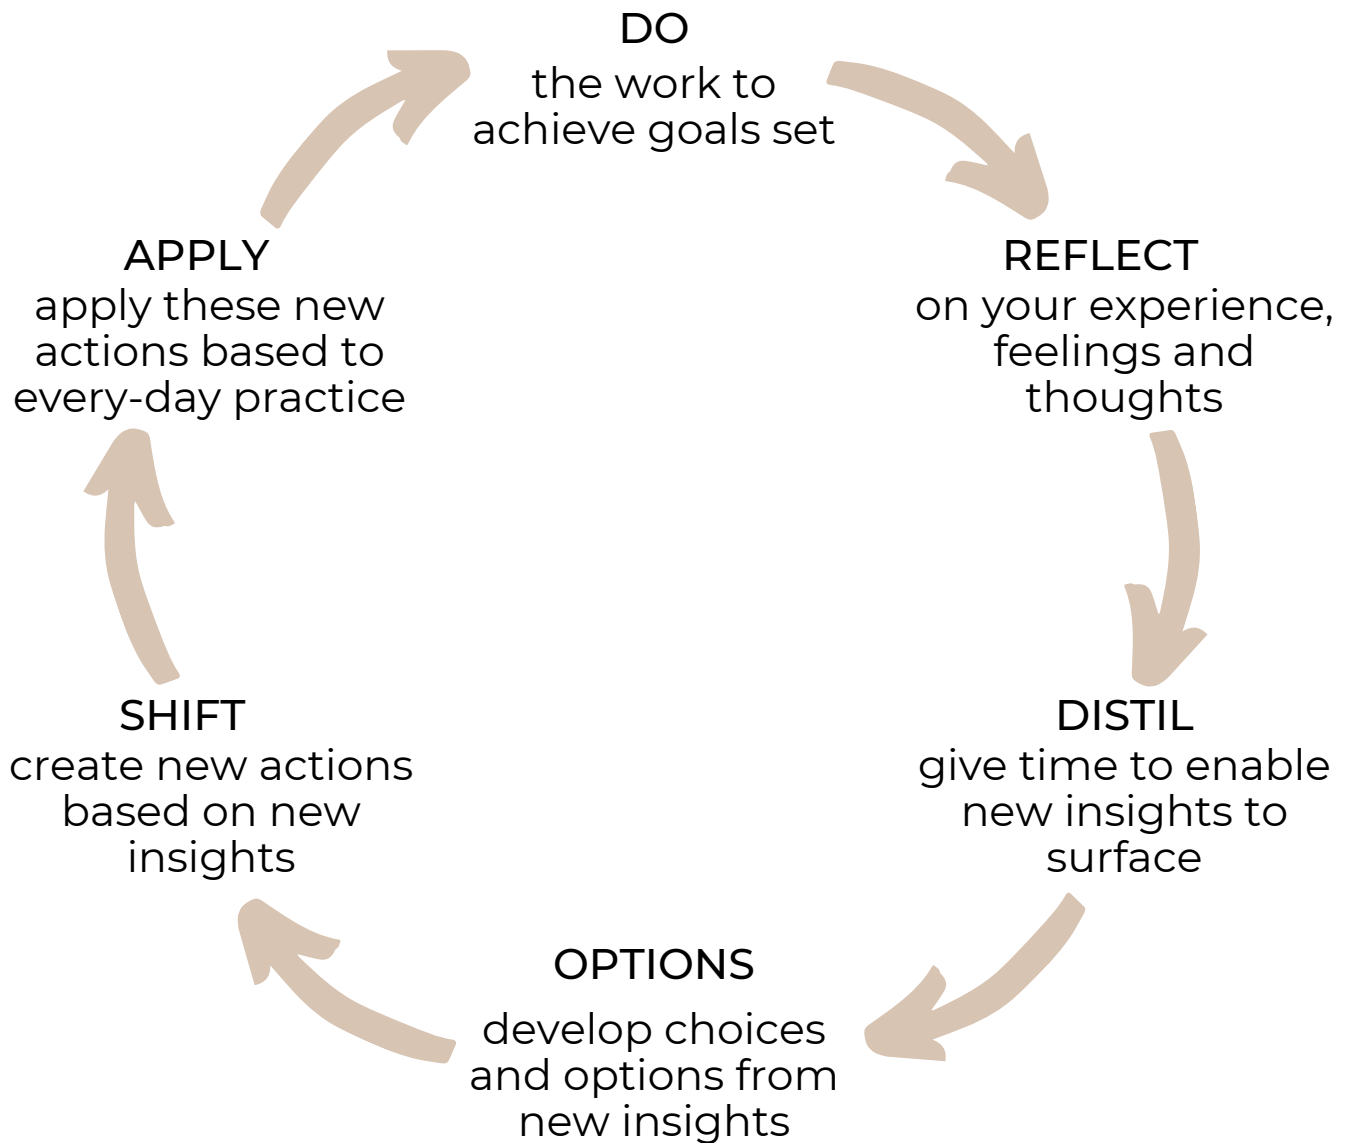 DO
the work to
achieve goals set
REFLECT
on your experience,
feelings and
thoughts
DISTIL
give time to enable
new insights to
surface
OPTIONS
develop choices
and options from
new insights
SHIFT
create new actions
based on new
insights
APPLY
apply these new
actions based to
every-day practice